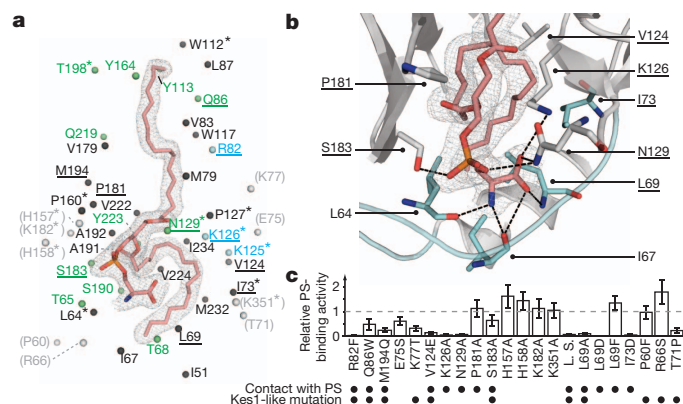 a
W112*
L87
T198*
Y164
Y113
Q86
V83
Q219
W117
V179
R82
M194
M79
(K77)
P181
P160*
V222
(H157*)
Y223
N129*
P127*
(K182*)
K126*
(E75)
A192
I234
(H158*)
A191
K125*
V124
S183
V224
I73*
S190
(K351*)
T65
M232
(T71)
L64*
L69
(P60)
T68
(R66)
I67
I51
b
V124
P181
K126
I73
S183
N129
L69
L64
I67
c
Relative PS-
binding activity
2
1
0
R82F
Q86W
M194Q
E75S
K77T
V124E
K126A
N129A
P181A
S183A
H157A
H158A
K182A
K351A
L. S.
L69A
L69D
L69F
I73D
P60F
R66S
T71P
Contact with PS
Kes1-like mutation